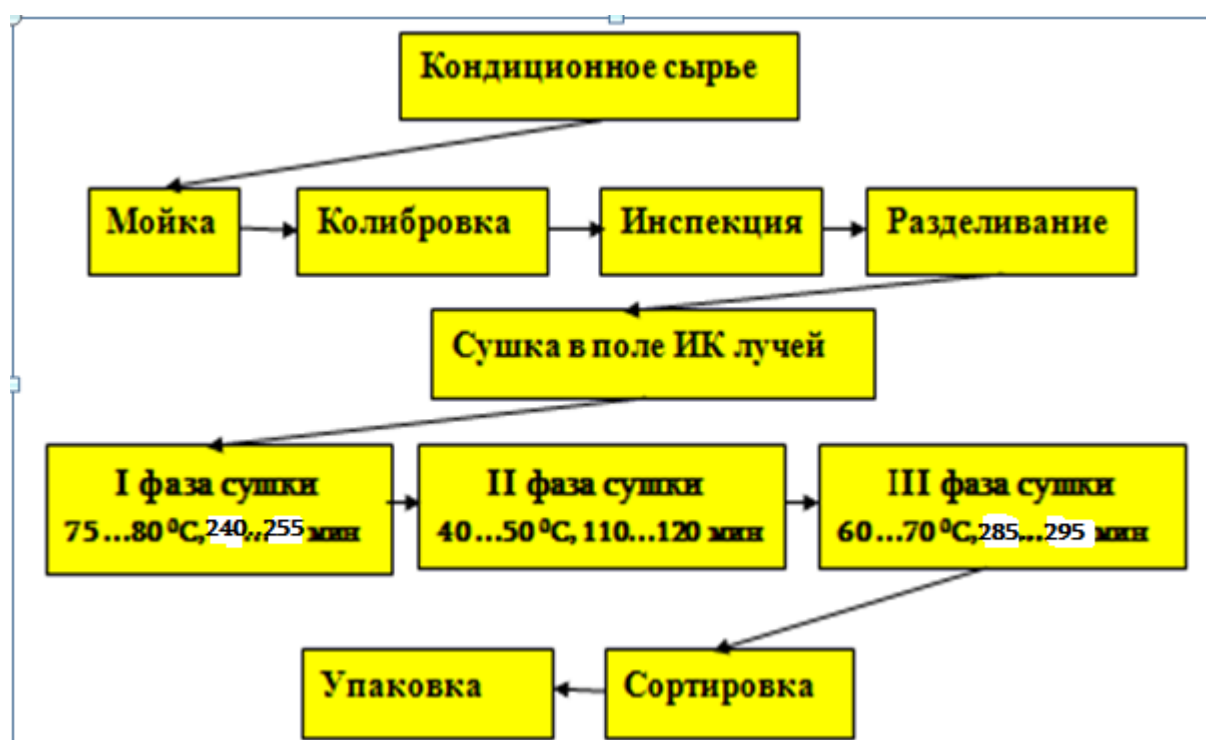 Кондиционное сырье
Мойка
Колибровка
Инспекция
Разделивание
Сушка в поле ИК лучей
I фаза сушки
75...80 ⁰С, 240...255 мин
II фаза сушки
40...50 ⁰С, 110...120 мин
III фаза сушки
60...70 ⁰С, 285...295 мин
Упаковка
Сортировка